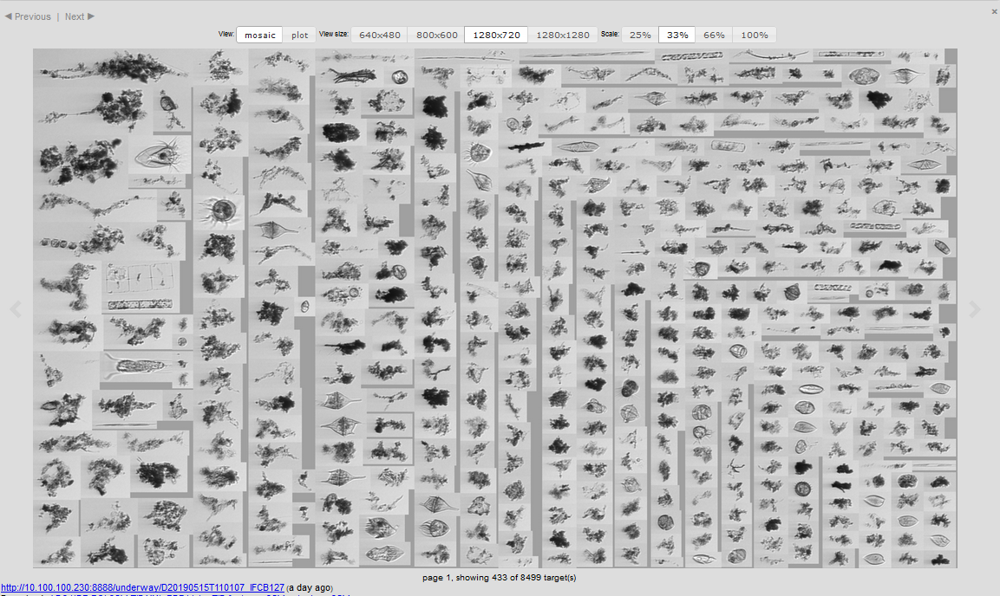 ◀ Previous | Next ▶ ×
View: mosaic plot View size: 640x480 800x600 1280x720 1280x1280 Scale: 25% 33% 66% 100%
page 1, showing 433 of 8499 target(s)
http://10.100.100.230:8888/underway/D20190515T110107_IFCB127 (a day ago)